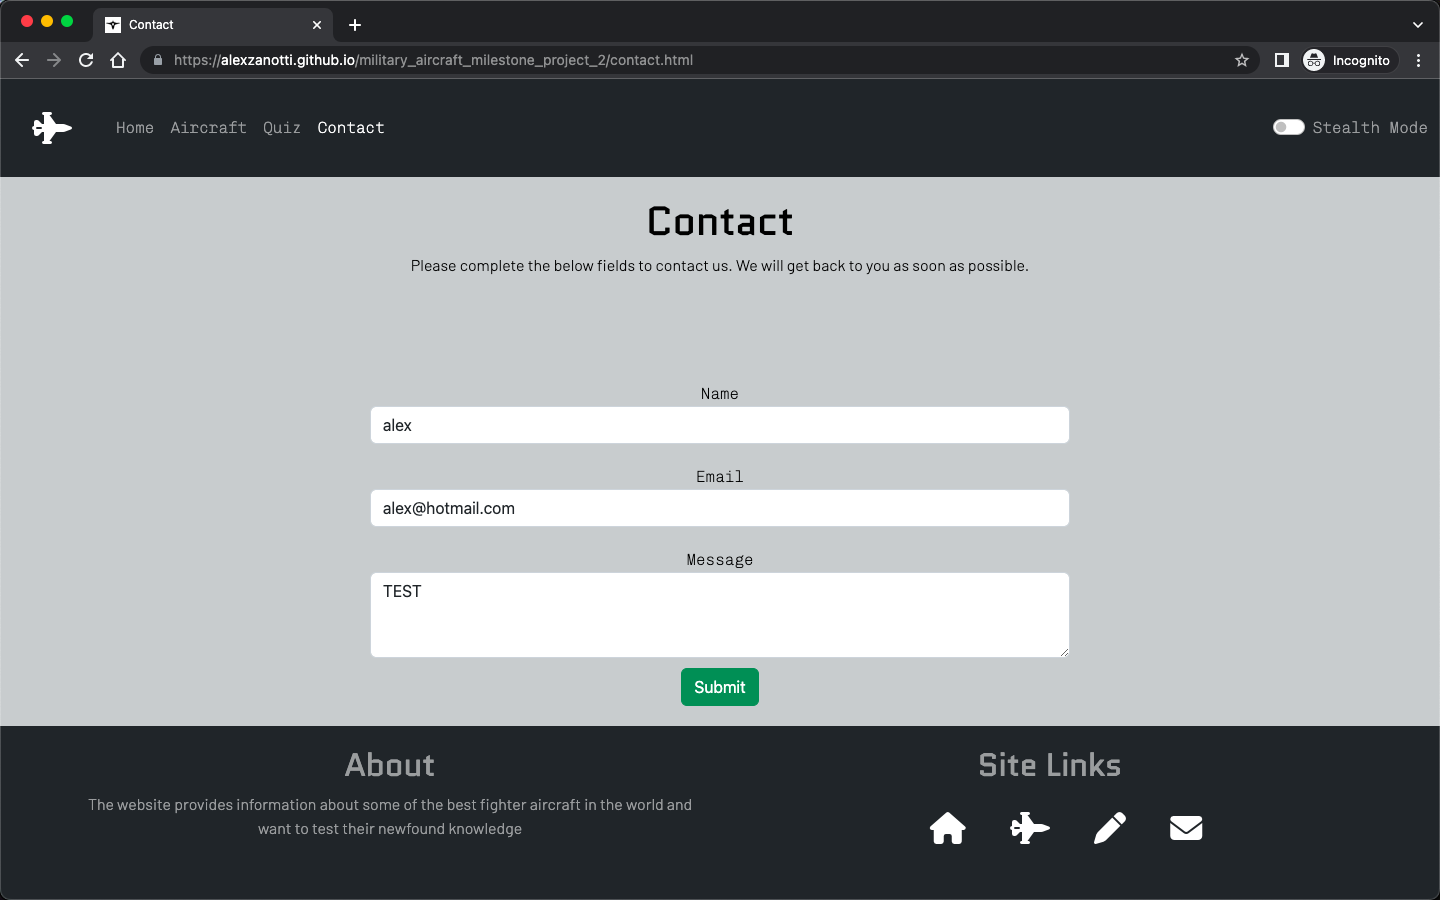 Contact
https://alexzanotti.github.io/military_aircraft_milestone_project_2/contact.html
Incognito
Home Aircraft Quiz Contact
Stealth Mode
Contact
Please complete the below fields to contact us. We will get back to you as soon as possible.
Name
alex
Email
alex@hotmail.com
Message
TEST
Submit
About
The website provides information about some of the best fighter aircraft in the world and
want to test their newfound knowledge
Site Links